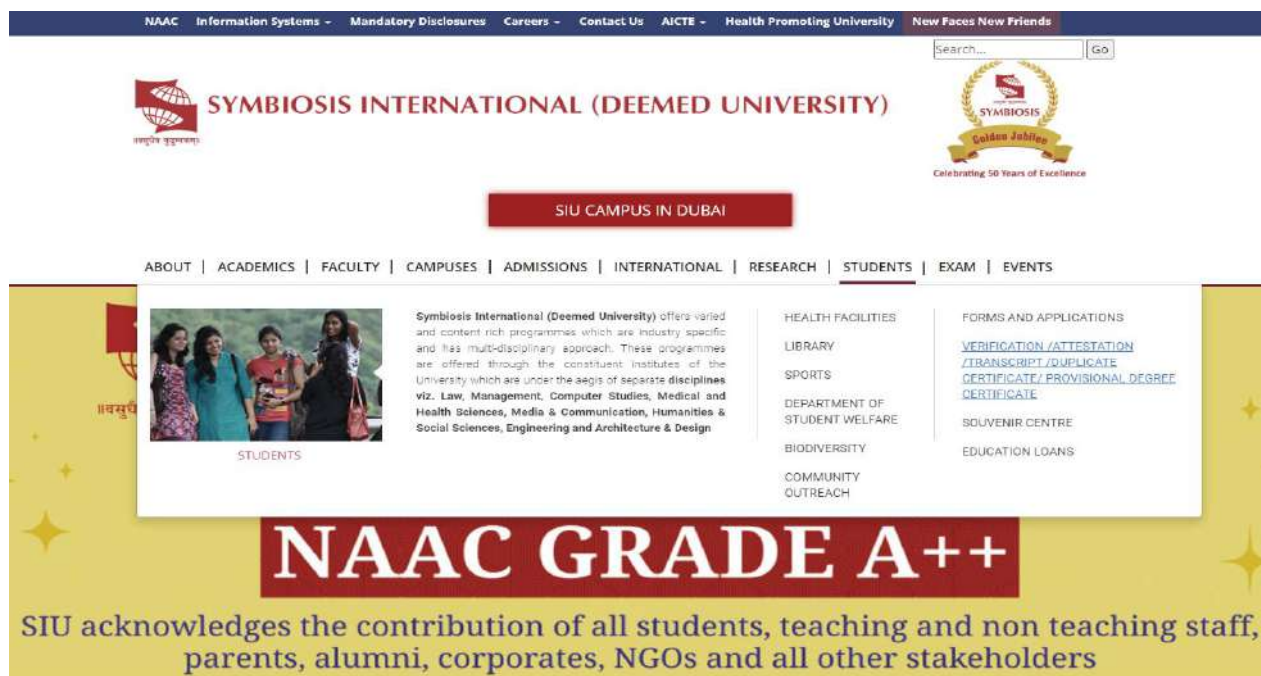 NAAC Information Systems Mandatory Disclosures Careers Contact Us AICTE Health Promoting University New Faces New Friends
Search... Go
SYMBIOSIS INTERNATIONAL (DEEMED UNIVERSITY)
SYMBIOSIS
Golden Jubilee
Celebrating 50 Years of Excellence
SIU CAMPUS IN DUBAI
ABOUT | ACADEMICS | FACULTY | CAMPUSES | ADMISSIONS | INTERNATIONAL | RESEARCH | STUDENTS | EXAM | EVENTS
STUDENTS
Symbiosis International (Deemed University) offers varied
and content rich programmes which are industry specific
and has multi-disciplinary approach. These programmes
are offered through the constituent institutes of the
University which are under the aegis of separate disciplines
viz. Law, Management, Computer Studies, Medical and
Health Sciences, Media & Communication, Humanities &
Social Sciences, Engineering and Architecture & Design
HEALTH FACILITIES
LIBRARY
SPORTS
DEPARTMENT OF
STUDENT WELFARE
BIODIVERSITY
COMMUNITY
OUTREACH
FORMS AND APPLICATIONS
VERIFICATION /ATTESTATION
/TRANSCRIPT /DUPLICATE
CERTIFICATE/ PROVISIONAL DEGREE
CERTIFICATE
SOUVENIR CENTRE
EDUCATION LOANS
NAAC GRADE A++
SIU acknowledges the contribution of all students, teaching and non teaching staff,
parents, alumni, corporates, NGOs and all other stakeholders